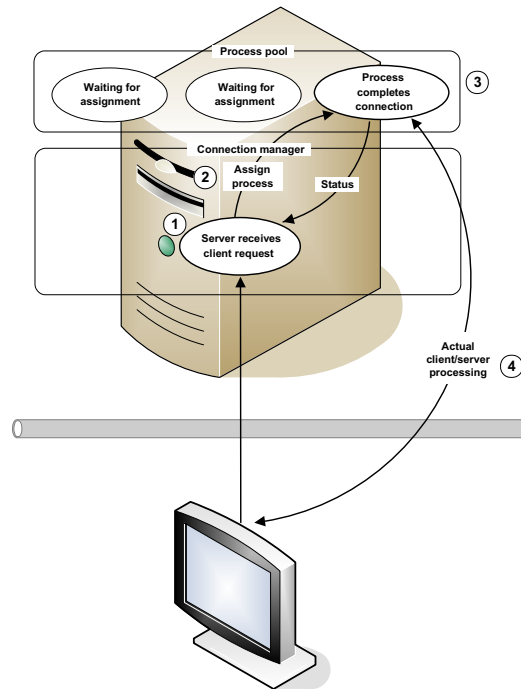 Process pool
Waiting for
assignment
Waiting for
assignment
Process
completes
connection
3
Connection manager
2
Assign
process
Status
1
Server receives
client request
Actual
client/server
processing
4